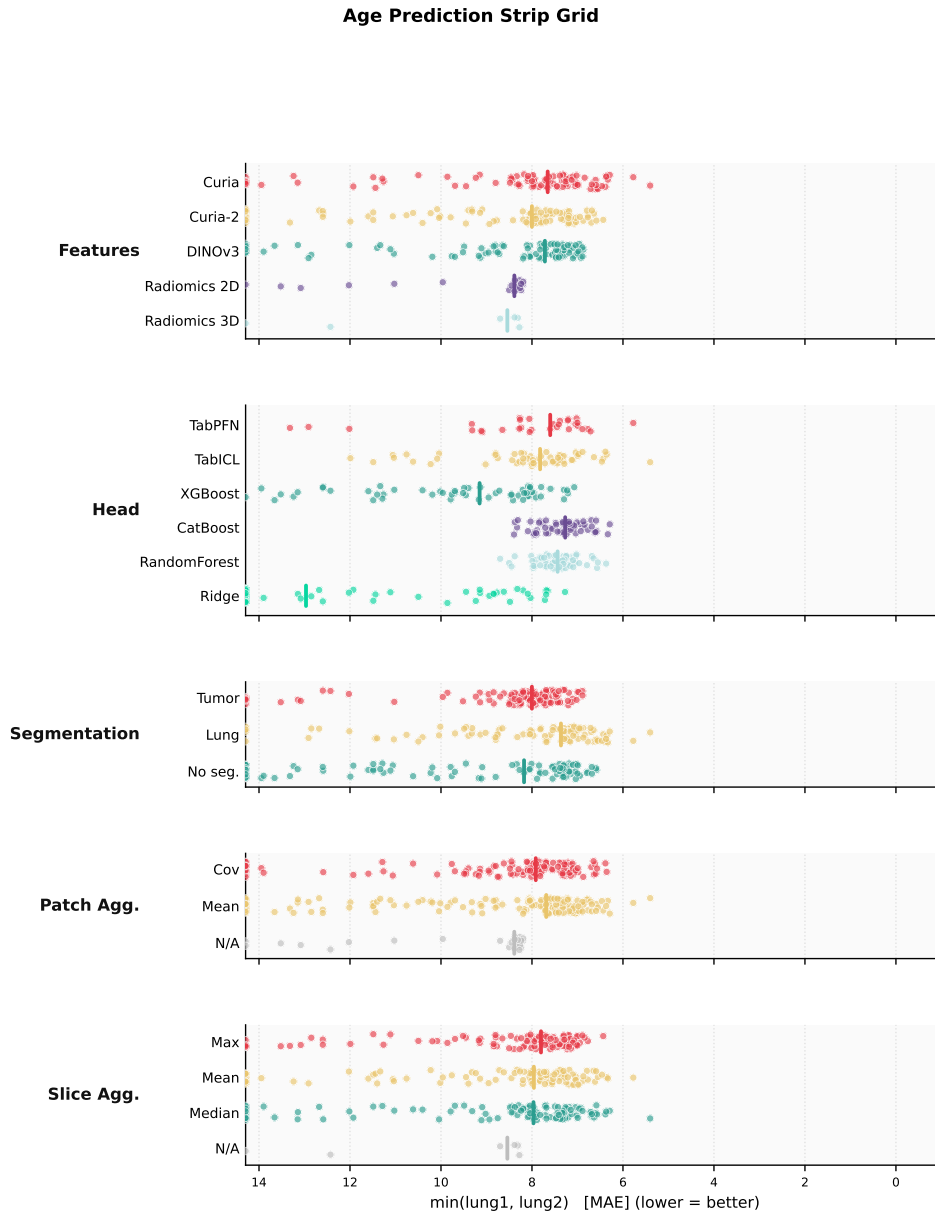 Age Prediction Strip Grid
Features
Curia
Curia-2
DINOv3
Radiomics 2D
Radiomics 3D
Head
TabPFN
TabICL
XGBoost
CatBoost
RandomForest
Ridge
Segmentation
Tumor
Lung
No seg.
Patch Agg.
Cov
Mean
N/A
Slice Agg.
Max
Mean
Median
N/A
14 12 10 8 6 4 2 0
min(lung1, lung2) [MAE] (lower = better)